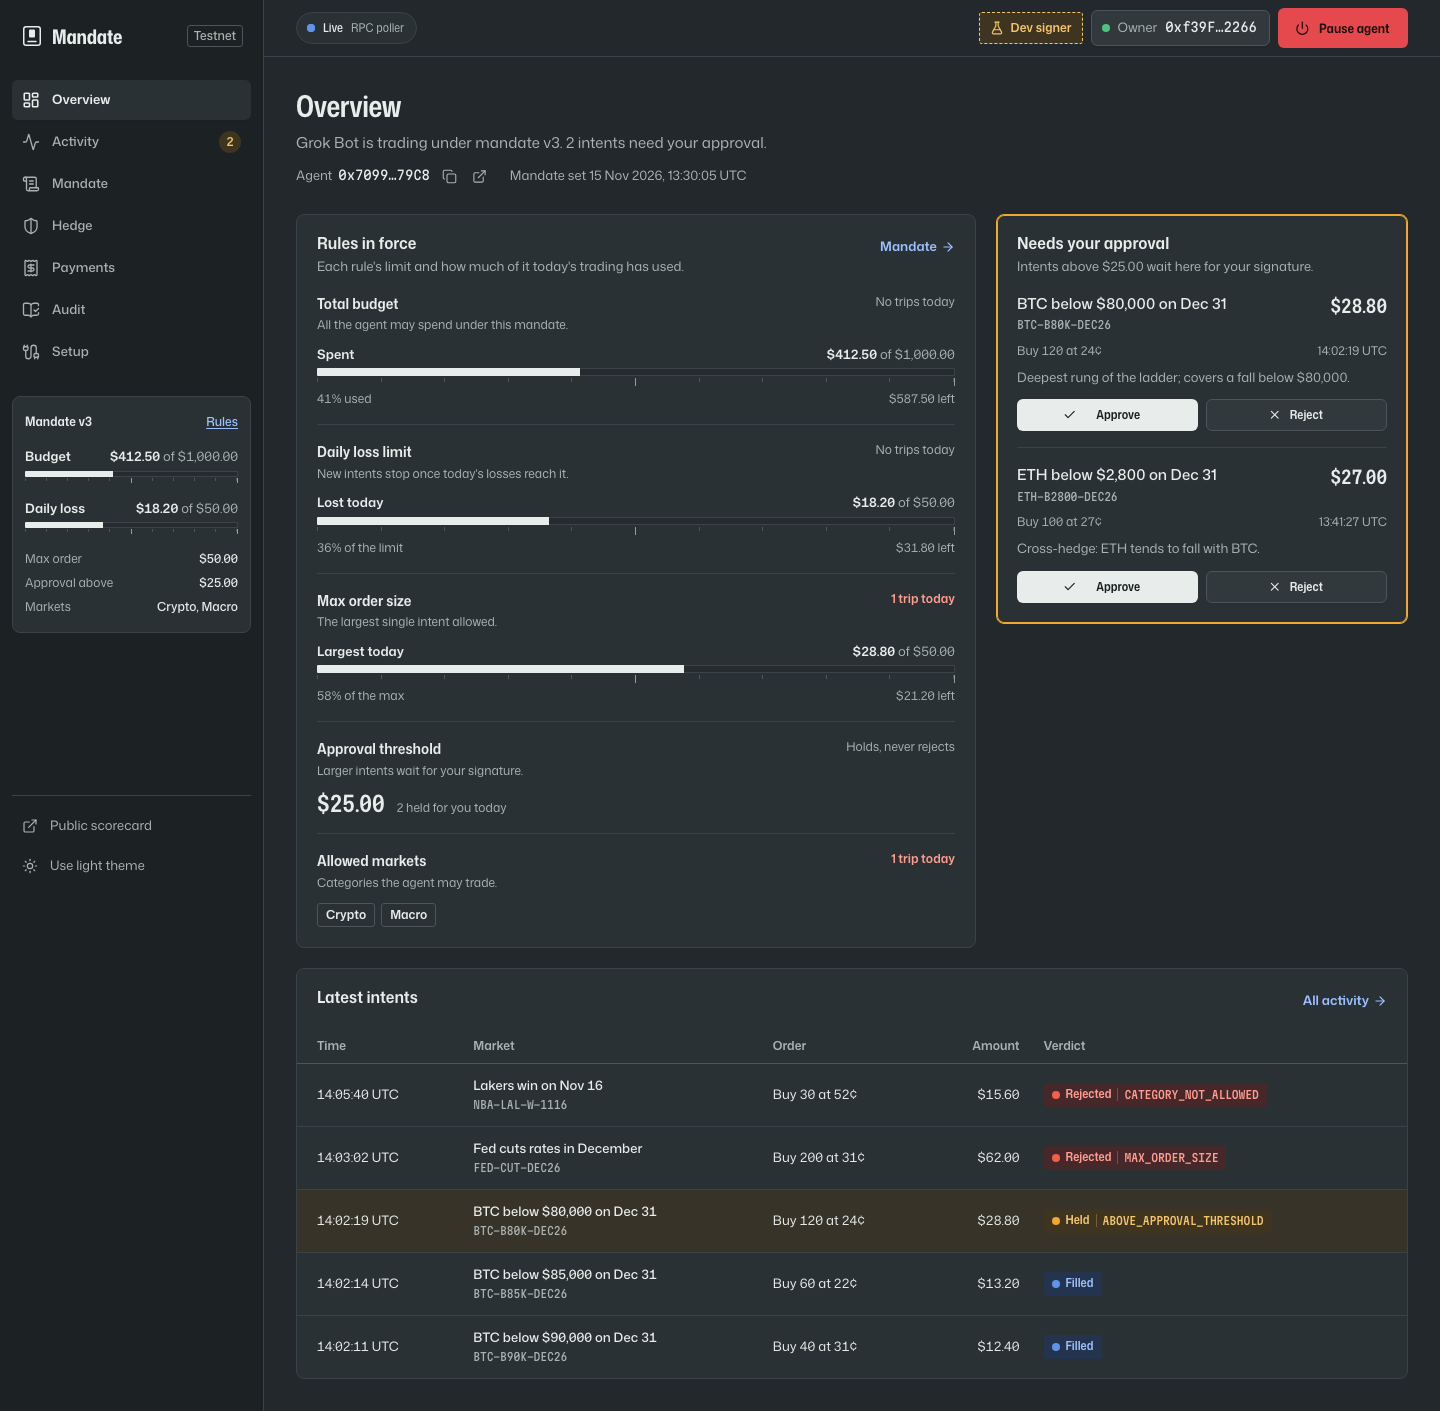 Mandate
Testnet
Overview
Activity
2
Mandate
Hedge
Payments
Audit
Setup
Mandate v3
Rules
Budget
$412.50 of $1,000.00
Daily loss
$18.20 of $50.00
Max order
$50.00
Approval above
$25.00
Markets
Crypto, Macro
Public scorecard
Use light theme
Live RPC poller
Dev signer
Owner 0xf39F…2266
Pause agent
Overview
Grok Bot is trading under mandate v3. 2 intents need your approval.
Agent 0x7099…79C8
Mandate set 15 Nov 2026, 13:30:05 UTC
Rules in force
Mandate →
Each rule's limit and how much of it today's trading has used.
Total budget
No trips today
All the agent may spend under this mandate.
Spent
$412.50 of $1,000.00
41% used
$587.50 left
Daily loss limit
No trips today
New intents stop once today's losses reach it.
Lost today
$18.20 of $50.00
36% of the limit
$31.80 left
Max order size
1 trip today
The largest single intent allowed.
Largest today
$28.80 of $50.00
58% of the max
$21.20 left
Approval threshold
Holds, never rejects
Larger intents wait for your signature.
$25.00 2 held for you today
Allowed markets
1 trip today
Categories the agent may trade.
Crypto
Macro
Needs your approval
Intents above $25.00 wait here for your signature.
BTC below $80,000 on Dec 31
$28.80
BTC-B80K-DEC26
Buy 120 at 24¢
14:02:19 UTC
Deepest rung of the ladder; covers a fall below $80,000.
Approve
Reject
ETH below $2,800 on Dec 31
$27.00
ETH-B2800-DEC26
Buy 100 at 27¢
13:41:27 UTC
Cross-hedge: ETH tends to fall with BTC.
Approve
Reject
Latest intents
All activity →
Time Market Order Amount Verdict
14:05:40 UTC
Lakers win on Nov 16
NBA-LAL-W-1116
Buy 30 at 52¢
$15.60
Rejected | CATEGORY_NOT_ALLOWED
14:03:02 UTC
Fed cuts rates in December
FED-CUT-DEC26
Buy 200 at 31¢
$62.00
Rejected | MAX_ORDER_SIZE
14:02:19 UTC
BTC below $80,000 on Dec 31
BTC-B80K-DEC26
Buy 120 at 24¢
$28.80
Held | ABOVE_APPROVAL_THRESHOLD
14:02:14 UTC
BTC below $85,000 on Dec 31
BTC-B85K-DEC26
Buy 60 at 22¢
$13.20
Filled
14:02:11 UTC
BTC below $90,000 on Dec 31
BTC-B90K-DEC26
Buy 40 at 31¢
$12.40
Filled